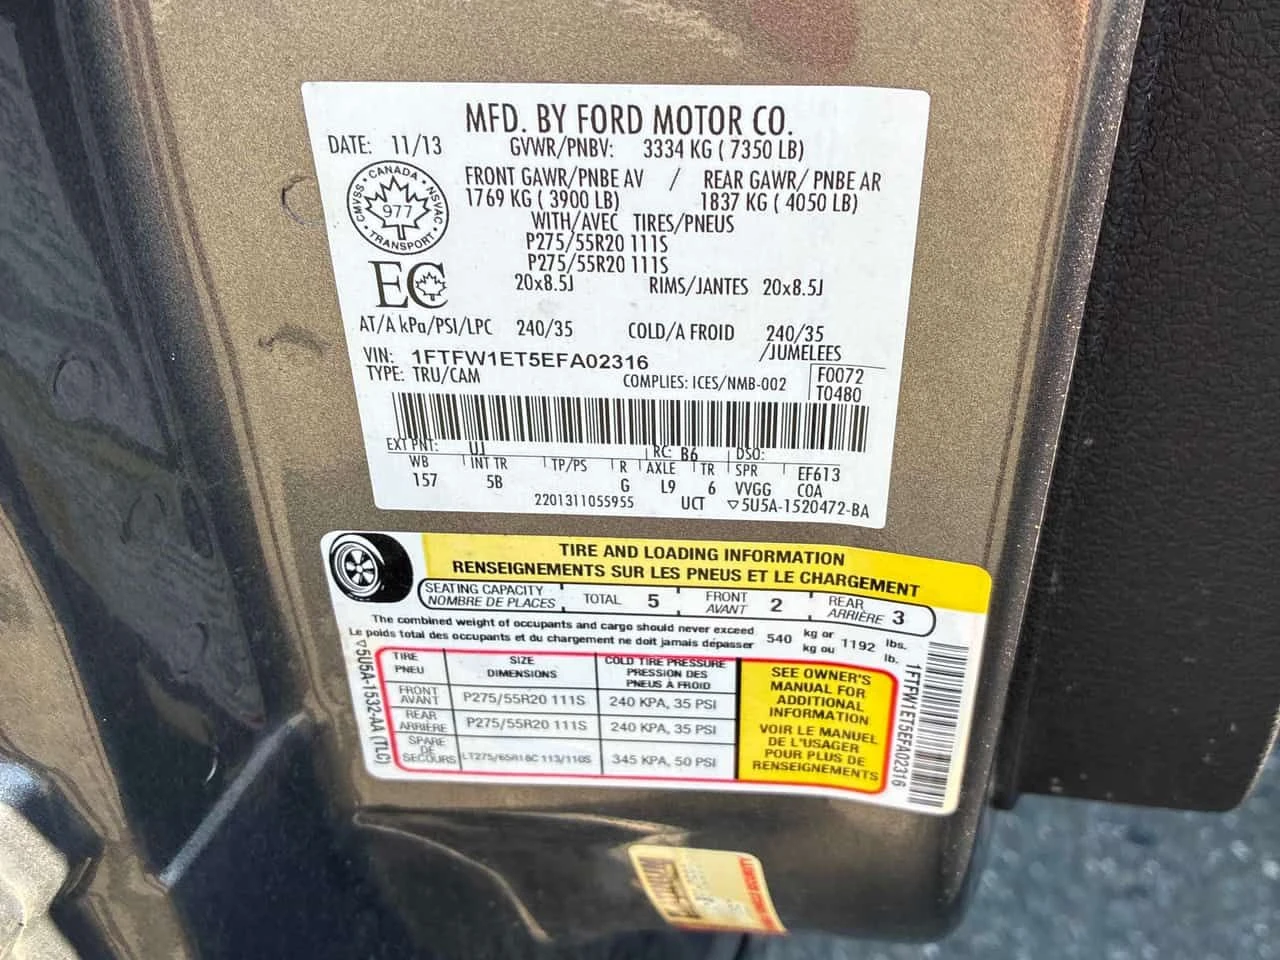 MFD. BY FORD MOTOR CO.
DATE: 11/13
GVWR/PNBV: 3334 KG ( 7350 LB)
FRONT GAWR/PNBE AV / REAR GAWR/ PNBE AR
1769 KG ( 3900 LB) 1837 KG ( 4050 LB)
WITH/AVEC TIRES/PNEUS
P275/55R20 111S
P275/55R20 111S
20x8.5J RIMS/JANTES 20x8.5J
CANADA
CMVSS NSVAC
977
TRANSPORT
EC
AT/A kPa/PSI/LPC 240/35 COLD/A FROID 240/35
/JUMELEES
VIN: 1FTFW1ET5EFA02316
TYPE: TRU/CAM COMPLIES: ICES/NMB-002 F0072
T0480
EXT PNT: UJ RC: B6 DSO:
WB INT TR TP/PS R AXLE TR SPR EF613
157 5B G L9 6 VVGG COA
2201311055955 UCT ▽5U5A-1520472-BA
TIRE AND LOADING INFORMATION
RENSEIGNEMENTS SUR LES PNEUS ET LE CHARGEMENT
SEATING CAPACITY
NOMBRE DE PLACES TOTAL 5 FRONT AVANT 2 REAR ARRIÈRE 3
The combined weight of occupants and cargo should never exceed 540 kg or 1192 lbs.
Le poids total des occupants et du chargement ne doit jamais dépasser kg ou lb.
TIRE SIZE COLD TIRE PRESSURE
PNEU DIMENSIONS PRESSION DES
PNEUS À FROID
FRONT
AVANT P275/55R20 111S 240 KPA, 35 PSI
REAR
ARRIÈRE P275/55R20 111S 240 KPA, 35 PSI
SPARE
DE
SECOURS LT275/65R18C 113/110S 345 KPA, 50 PSI
SEE OWNER'S
MANUAL FOR
ADDITIONAL
INFORMATION
VOIR LE MANUEL
DE L'USAGER
POUR PLUS DE
RENSEIGNEMENTS
▽5U5A-1532-AA (TLC)
1FTFW1ET5EFA02316